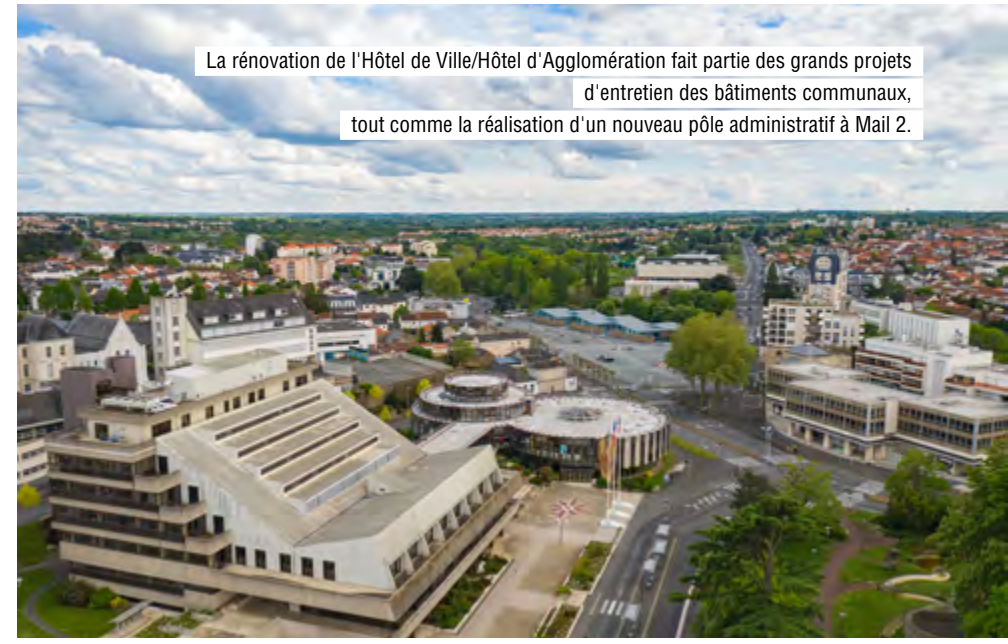 La rénovation de l'Hôtel de Ville/Hôtel d'Agglomération fait partie des grands projets
d'entretien des bâtiments communaux,
tout comme la réalisation d'un nouveau pôle administratif à Mail 2.